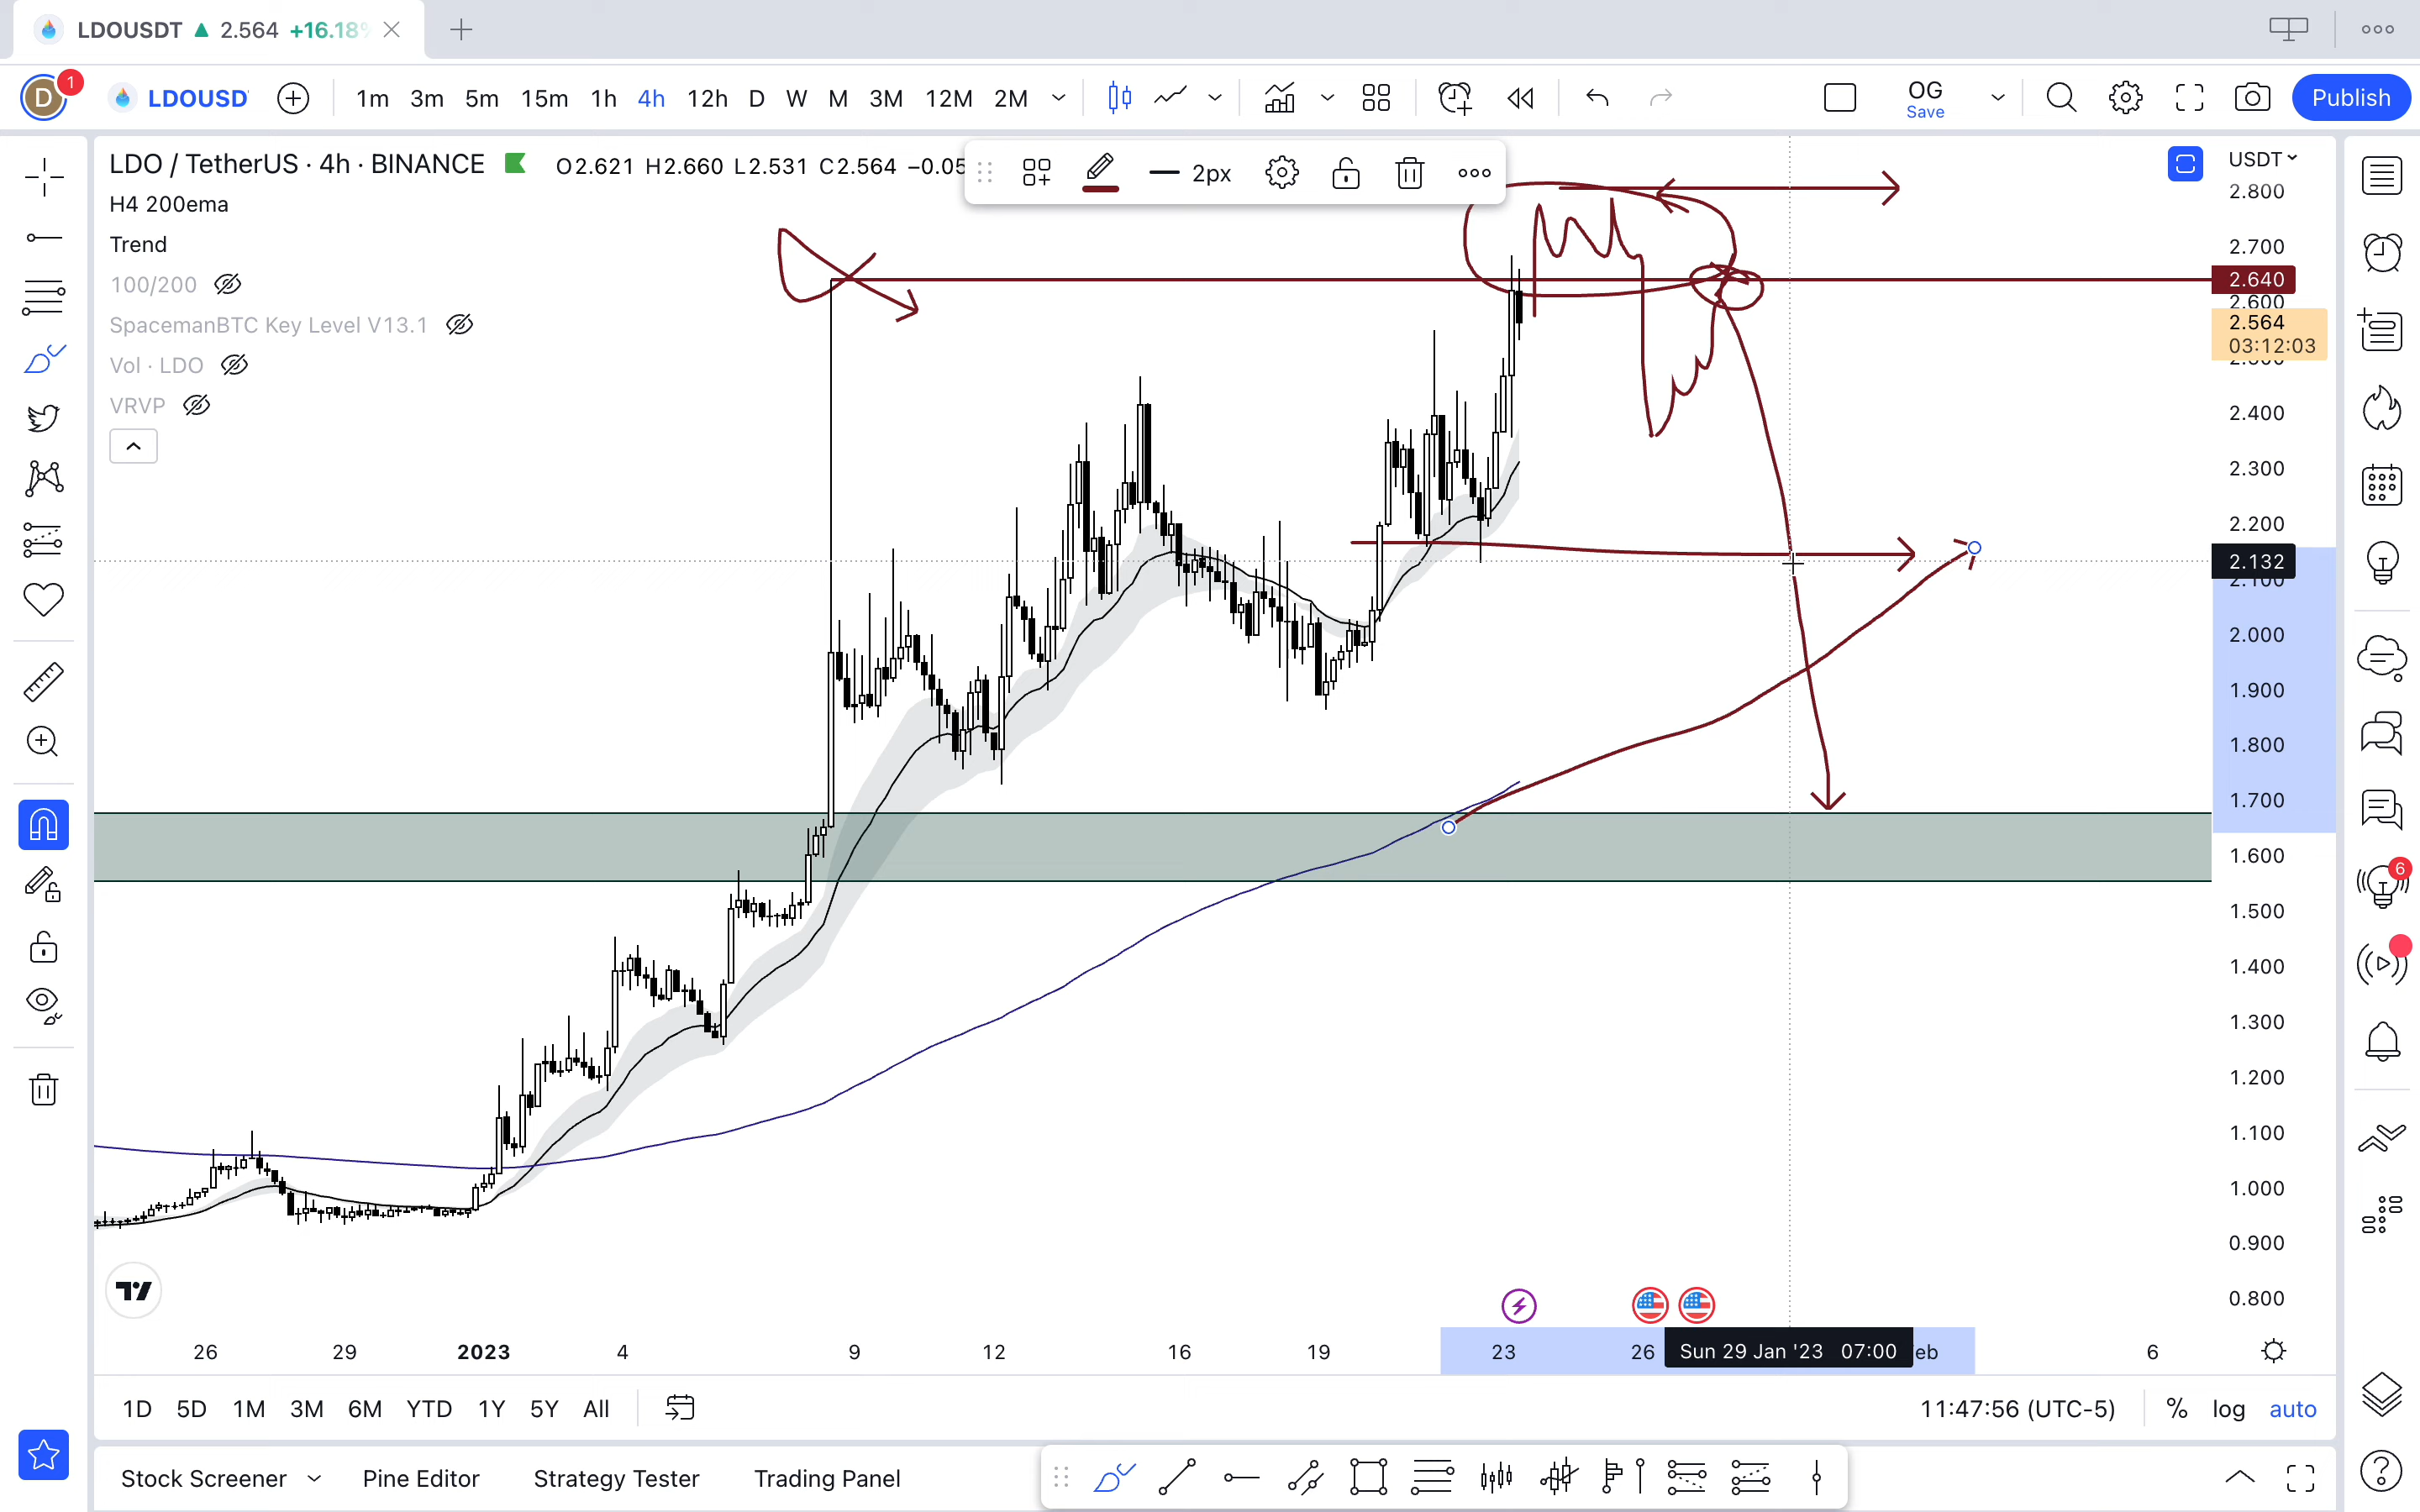 LDOUSDT ▲ 2.564 +16.18%
D 1 LDOUSD 1m 3m 5m 15m 1h 4h 12h D W M 3M 12M 2M OG Save Publish
LDO / TetherUS · 4h · BINANCE O2.621 H2.660 L2.531 C2.564 −0.05
2px
USDT
H4 200ema
Trend
100/200
SpacemanBTC Key Level V13.1
Vol · LDO
VRVP
2.800
2.700
2.640
2.600
2.564
03:12:03
2.400
2.300
2.200
2.132
2.100
2.000
1.900
1.800
1.700
1.600
1.500
1.400
1.300
1.200
1.100
1.000
0.900
0.800
6
26 29 2023 4 9 12 16 19 23 26 Sun 29 Jan '23 07:00 eb 6
1D 5D 1M 3M 6M YTD 1Y 5Y All 11:47:56 (UTC-5) % log auto
Stock Screener Pine Editor Strategy Tester Trading Panel